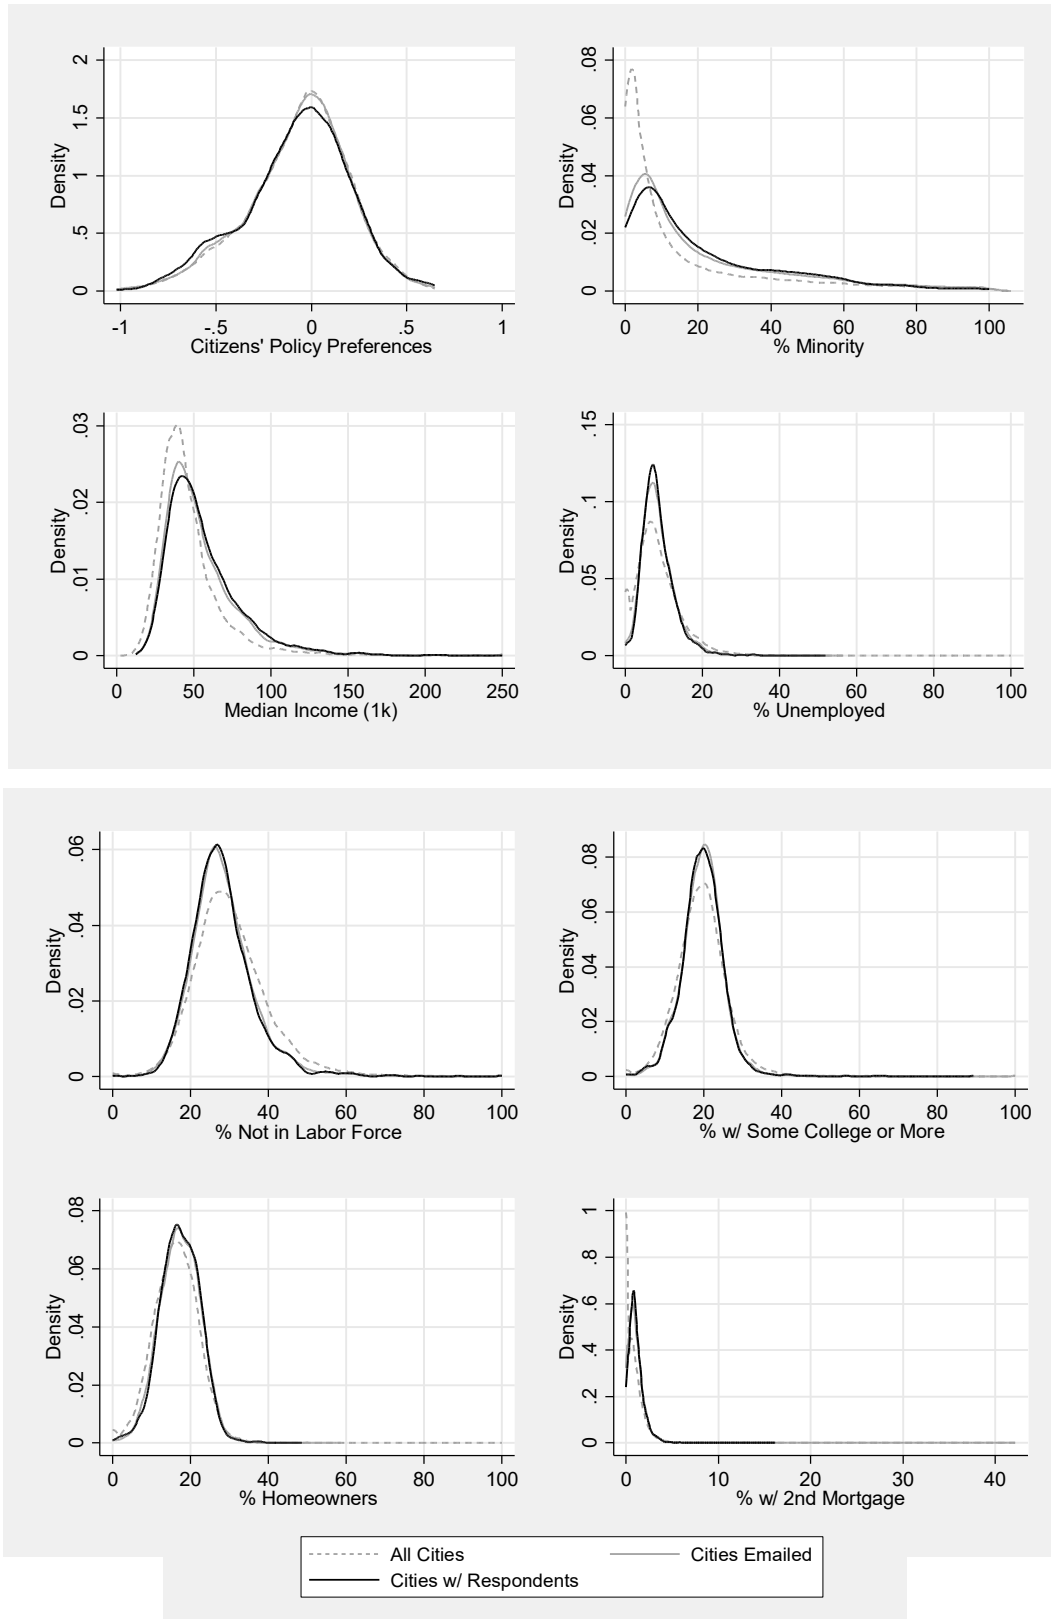 Density
2
1.5
1
.5
0
-1 -.5 0 .5 1
Citizens' Policy Preferences
Density
.08
.06
.04
.02
0
0 20 40 60 80 100
% Minority
Density
.03
.02
.01
0
0 50 100 150 200 250
Median Income (1k)
Density
.15
.1
.05
0
0 20 40 60 80 100
% Unemployed
Density
.06
.04
.02
0
0 20 40 60 80 100
% Not in Labor Force
Density
.08
.06
.04
.02
0
0 20 40 60 80 100
% w/ Some College or More
Density
.08
.06
.04
.02
0
0 20 40 60 80 100
% Homeowners
Density
1
.8
.6
.4
.2
0
0 10 20 30 40
% w/ 2nd Mortgage
All Cities
Cities Emailed
Cities w/ Respondents